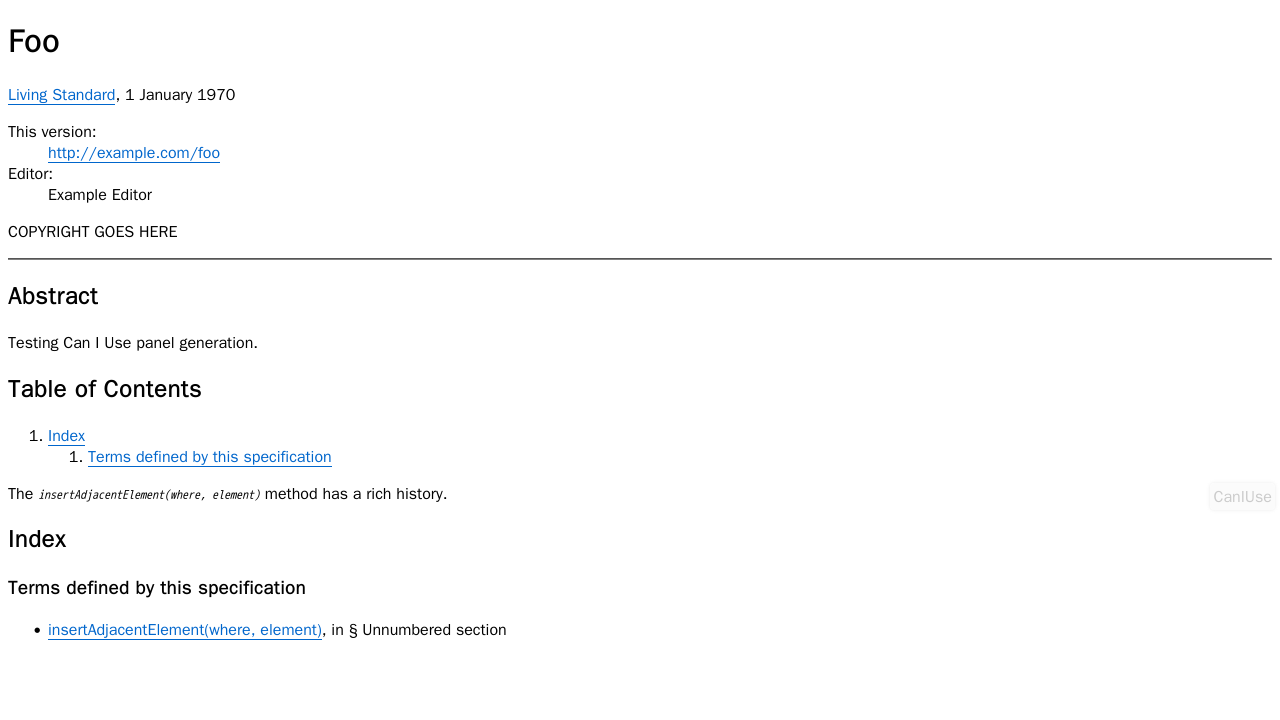 Foo
Living Standard, 1 January 1970
This version:
http://example.com/foo
Editor:
Example Editor
COPYRIGHT GOES HERE
Abstract
Testing Can I Use panel generation.
Table of Contents
1. Index
1. Terms defined by this specification
The insertAdjacentElement(where, element) method has a rich history.
CanIUse
Index
Terms defined by this specification
• insertAdjacentElement(where, element), in § Unnumbered section